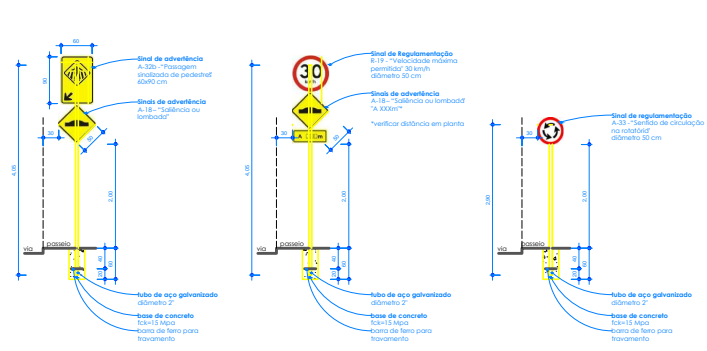 60
Sinal de advertência
A-32b -"Passagem
sinalizada de pedestre"
60x90 cm
90
Sinais de advertência
A-18 -"Saliência ou
lombada"
30
50
4,05
2,00
passeio
via
40
60
20
tubo de aço galvanizado
diâmetro 2"
base de concreto
fck=15 Mpa
barra de ferro para
travamento
Sinal de Regulamentação
R-19 -"Velocidade máxima
permitida" 30 km/h
diâmetro 50 cm
30
km/h
Sinais de advertência
A-18 -"Saliência ou lombada"
"A XXXm"*
*verificar distância em planta
30
50
4,05
2,00
passeio
via
40
60
20
tubo de aço galvanizado
diâmetro 2"
base de concreto
fck=15 Mpa
barra de ferro para
travamento
Sinal de regulamentação
A-33 -"Sentido de circulação
na rotatória"
diâmetro 50 cm
30
2,90
2,00
passeio
via
40
60
20
tubo de aço galvanizado
diâmetro 2"
base de concreto
fck=15 Mpa
barra de ferro para
travamento